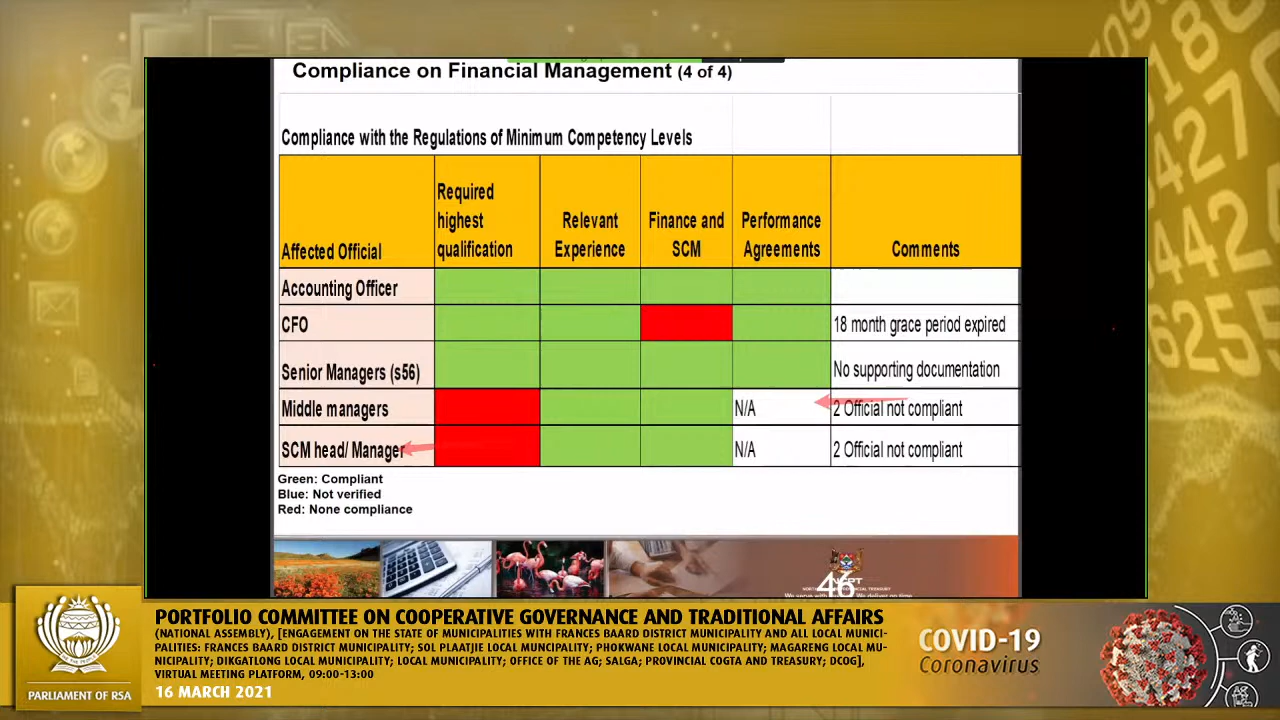 Compliance on Financial Management (4 of 4)
Compliance with the Regulations of Minimum Competency Levels
Affected Official
Required
highest
qualification
Relevant
Experience
Finance and
SCM
Performance
Agreements
Comments
Accounting Officer
CFO
18 month grace period expired
Senior Managers (s56)
No supporting documentation
Middle managers
N/A
2 Official not compliant
SCM head/ Manager
N/A
2 Official not compliant
Green: Compliant
Blue: Not verified
Red: None compliance
46
PORTFOLIO COMMITTEE ON COOPERATIVE GOVERNANCE AND TRADITIONAL AFFAIRS
(NATIONAL ASSEMBLY), [ENGAGEMENT ON THE STATE OF MUNICIPALITIES WITH FRANCES BAARD DISTRICT MUNICIPALITY AND ALL LOCAL MUNICI-
PALITIES: FRANCES BAARD DISTRICT MUNICIPALITY; SOL PLAATJIE LOCAL MUNCIPALITY; PHOKWANE LOCAL MUNICIPALITY; MAGARENG LOCAL MU-
NICIPALITY; DIKGATLONG LOCAL MUNICIPALITY; LOCAL MUNICIPALITY; OFFICE OF THE AG; SALGA; PROVINCIAL COGTA AND TREASURY; DCOG],
VIRTUAL MEETING PLATFORM, 09:00-13:00
16 MARCH 2021
PARLIAMENT OF RSA
COVID-19
Coronavirus